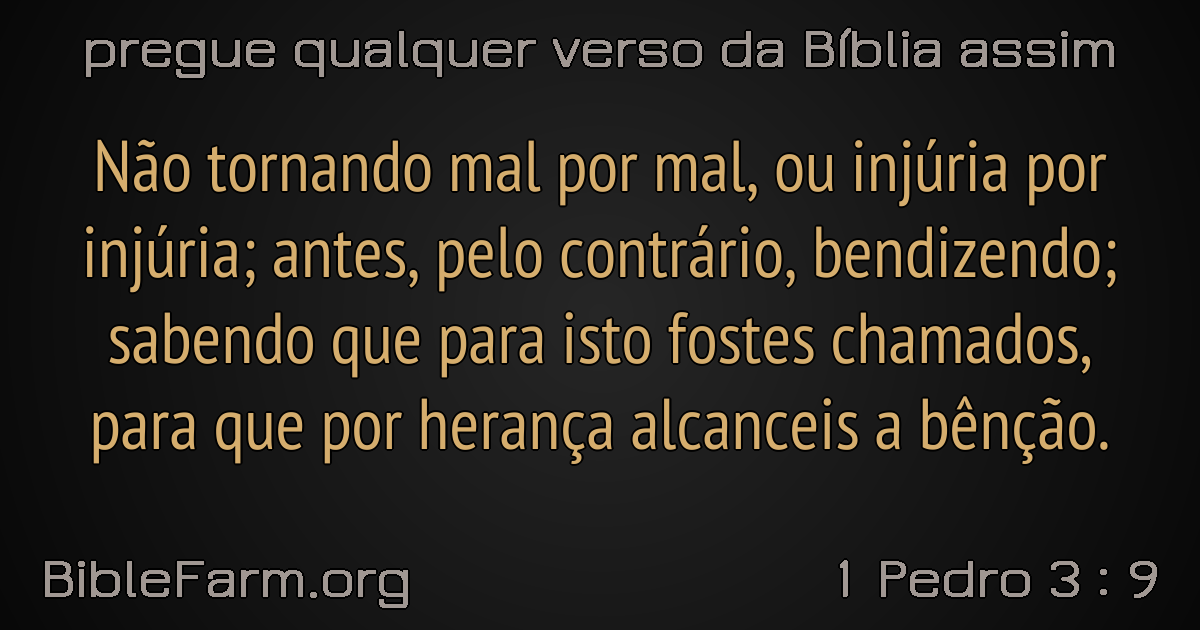 pregue qualquer verso da Bíblia assim
Não tornando mal por mal, ou injúria por
injúria; antes, pelo contrário, bendizendo;
sabendo que para isto fostes chamados,
para que por herança alcanceis a bênção.
BibleFarm.org
1 Pedro 3 : 9